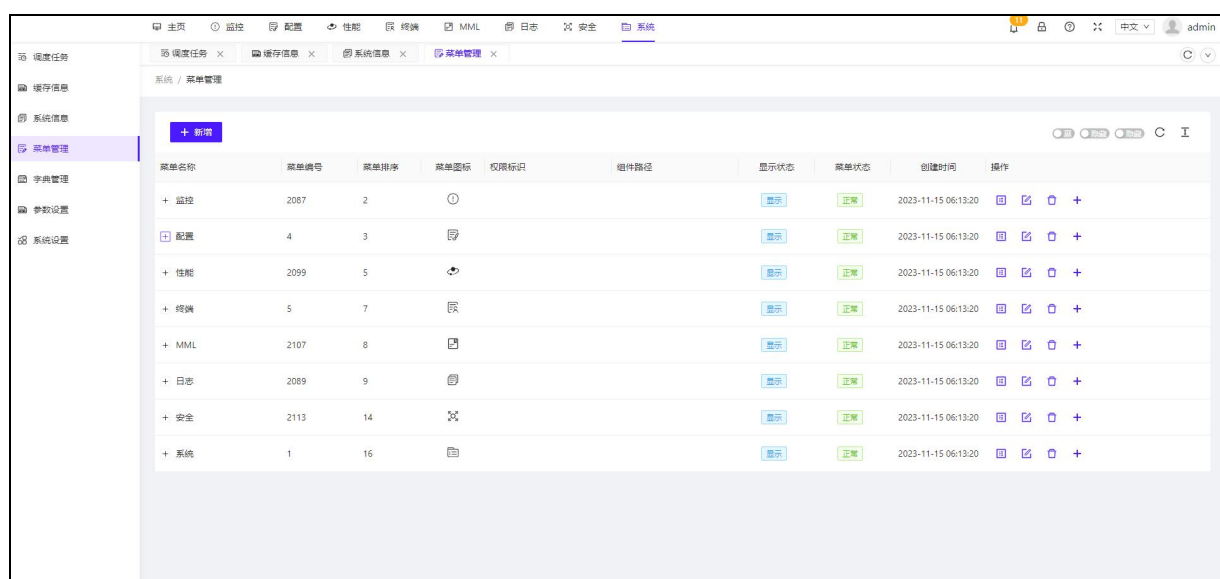 主页 监控 配置 性能 终端 MML 日志 安全 系统 11 中文 admin
调度任务 缓存信息 系统信息 菜单管理
系统 / 菜单管理
调度任务
缓存信息
系统信息
菜单管理
字典管理
参数设置
系统设置
+ 新增
菜单名称 菜单编号 菜单排序 菜单图标 权限标识 组件路径 显示状态 菜单状态 创建时间 操作
+ 监控 2087 2 显示 正常 2023-11-15 06:13:20
+ 配置 4 3 显示 正常 2023-11-15 06:13:20
+ 性能 2099 5 显示 正常 2023-11-15 06:13:20
+ 终端 5 7 显示 正常 2023-11-15 06:13:20
+ MML 2107 8 显示 正常 2023-11-15 06:13:20
+ 日志 2089 9 显示 正常 2023-11-15 06:13:20
+ 安全 2113 14 显示 正常 2023-11-15 06:13:20
+ 系统 1 16 显示 正常 2023-11-15 06:13:20